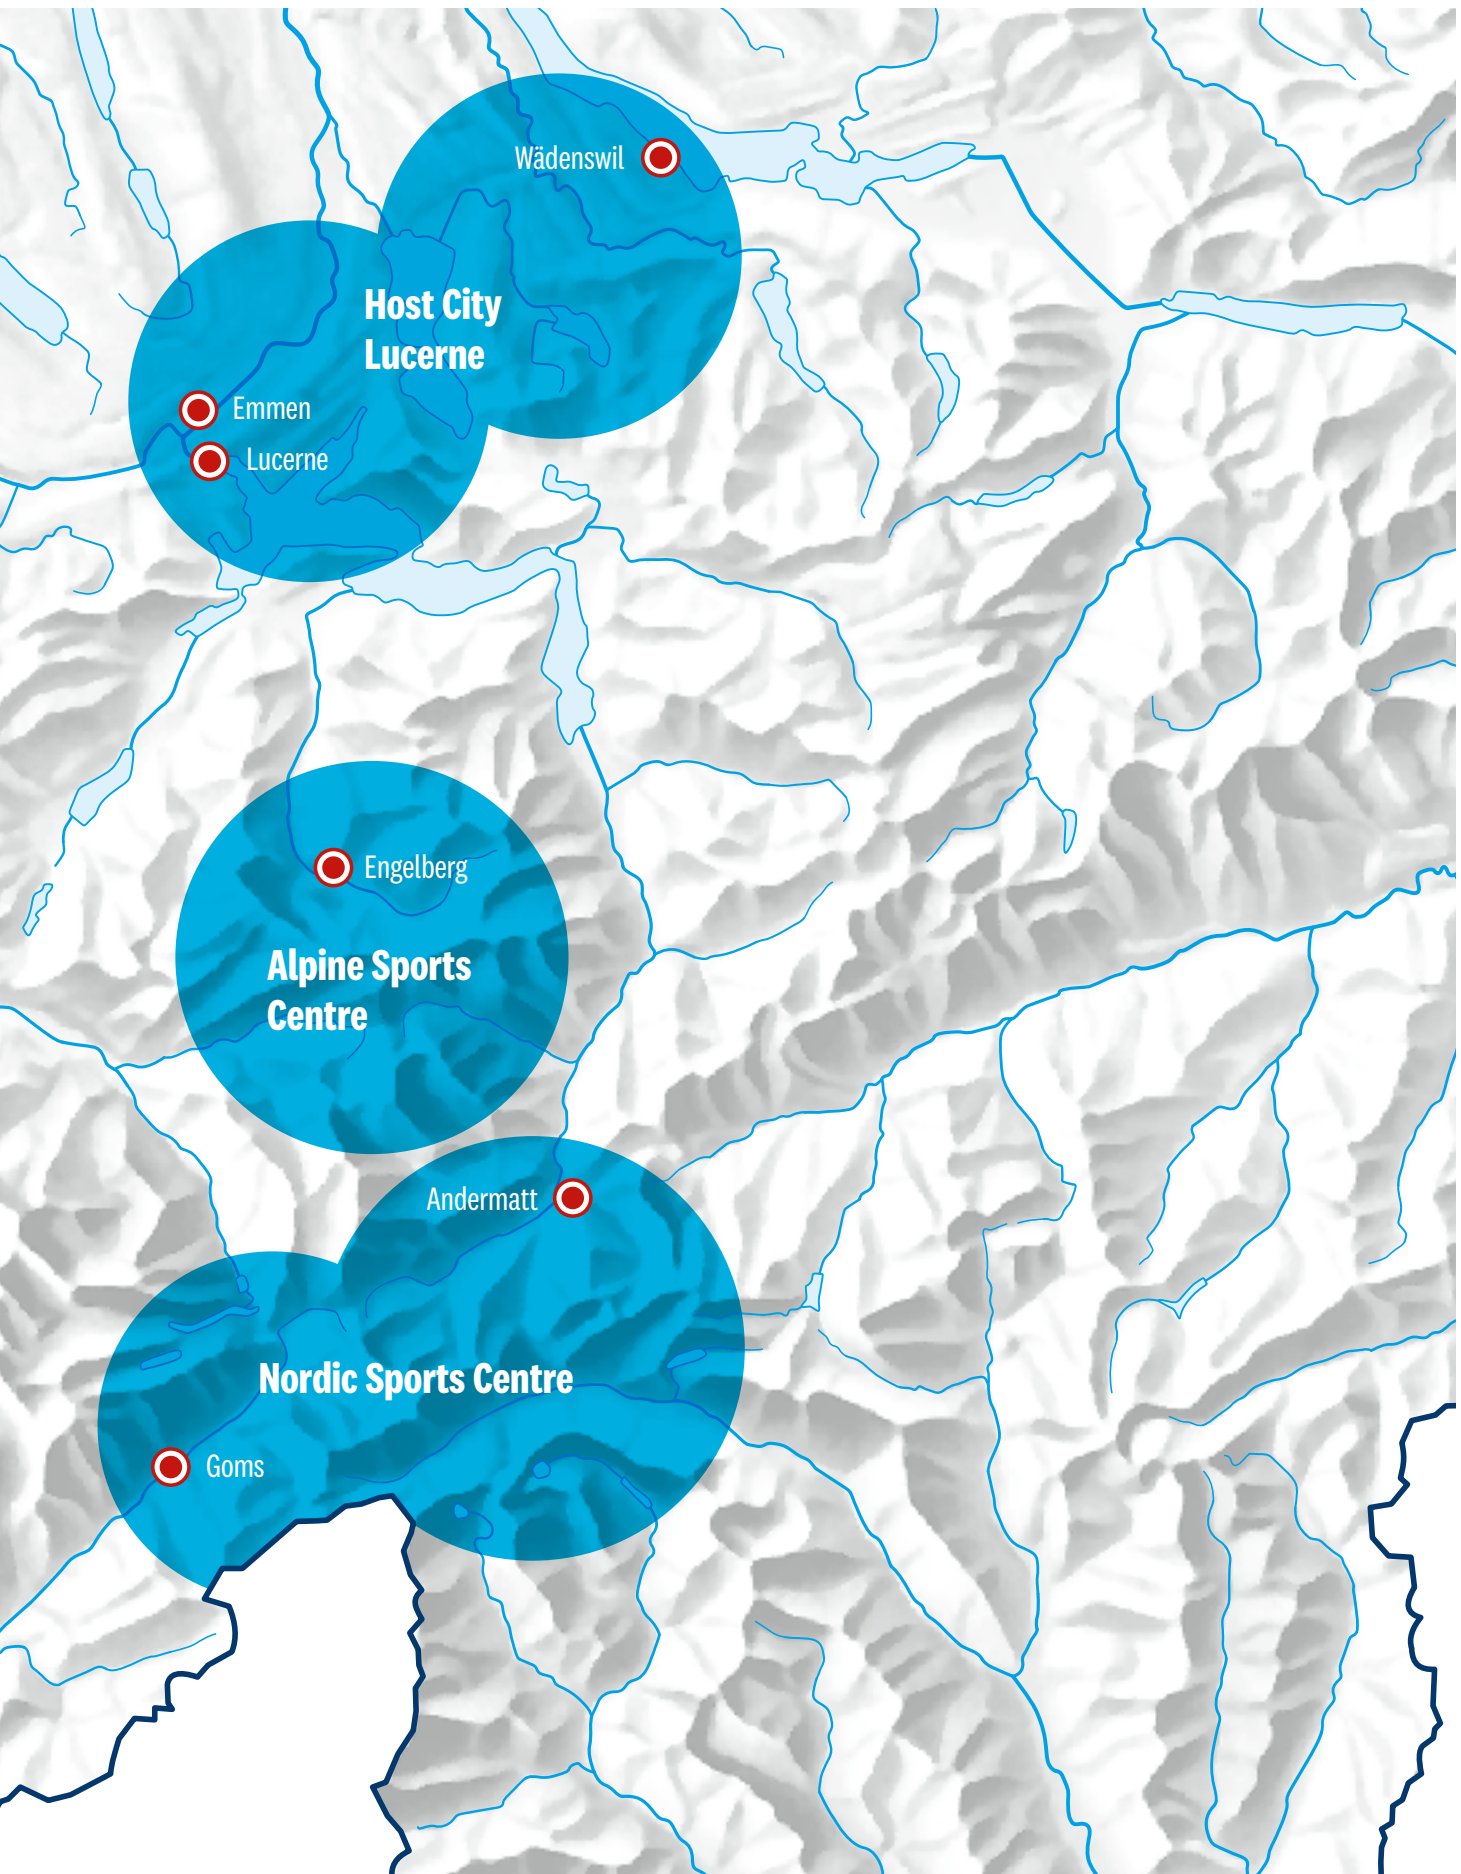 Wädenswil
Host City
Lucerne
Emmen
Lucerne
Engelberg
Alpine Sports
Centre
Andermatt
Nordic Sports Centre
Goms